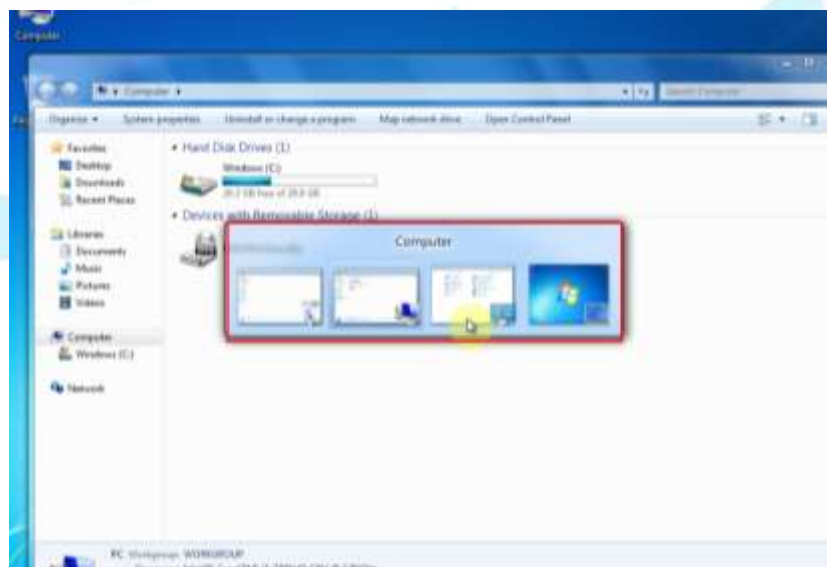 Computer
Computer
Organize System properties Uninstall or change a program Map network drive Open Control Panel
Favorites
Desktop
Downloads
Recent Places
Libraries
Documents
Music
Pictures
Videos
Computer
Windows (C:)
Network
Hard Disk Drives (1)
Windows (C:)
Devices with Removable Storage (1)
Computer
PC Workgroup: WORKGROUP